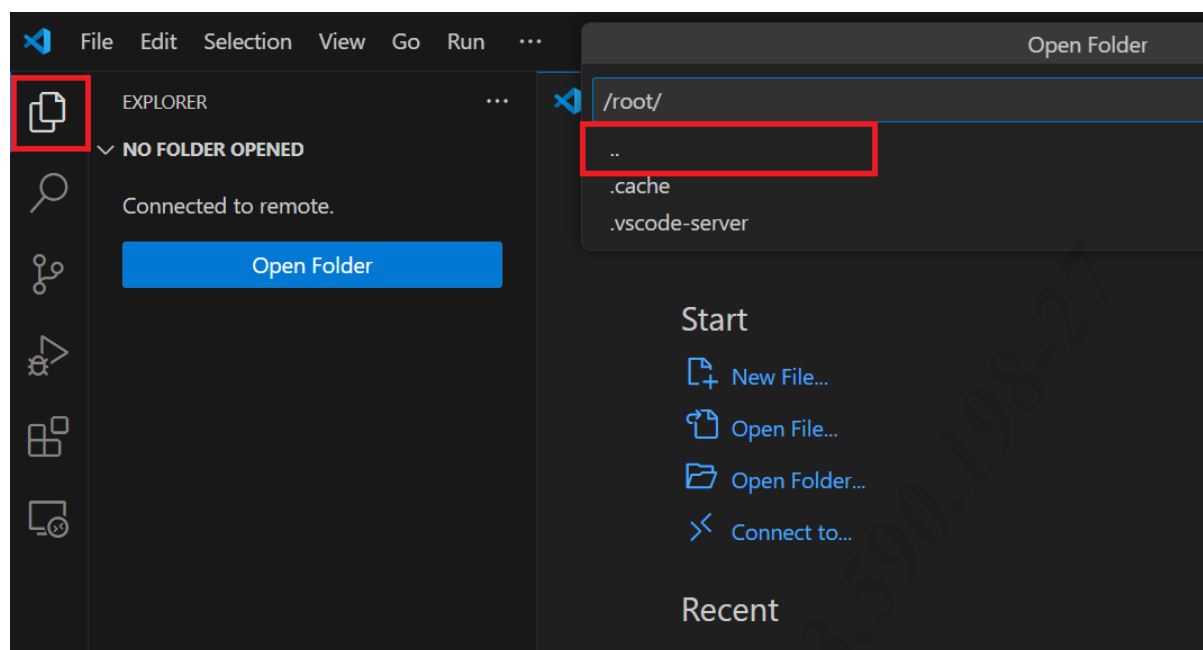 File Edit Selection View Go Run ...
Open Folder
EXPLORER ...
/root/
NO FOLDER OPENED
..
.cache
Connected to remote.
.vscode-server
Open Folder
Start
New File...
Open File...
Open Folder...
Connect to...
Recent